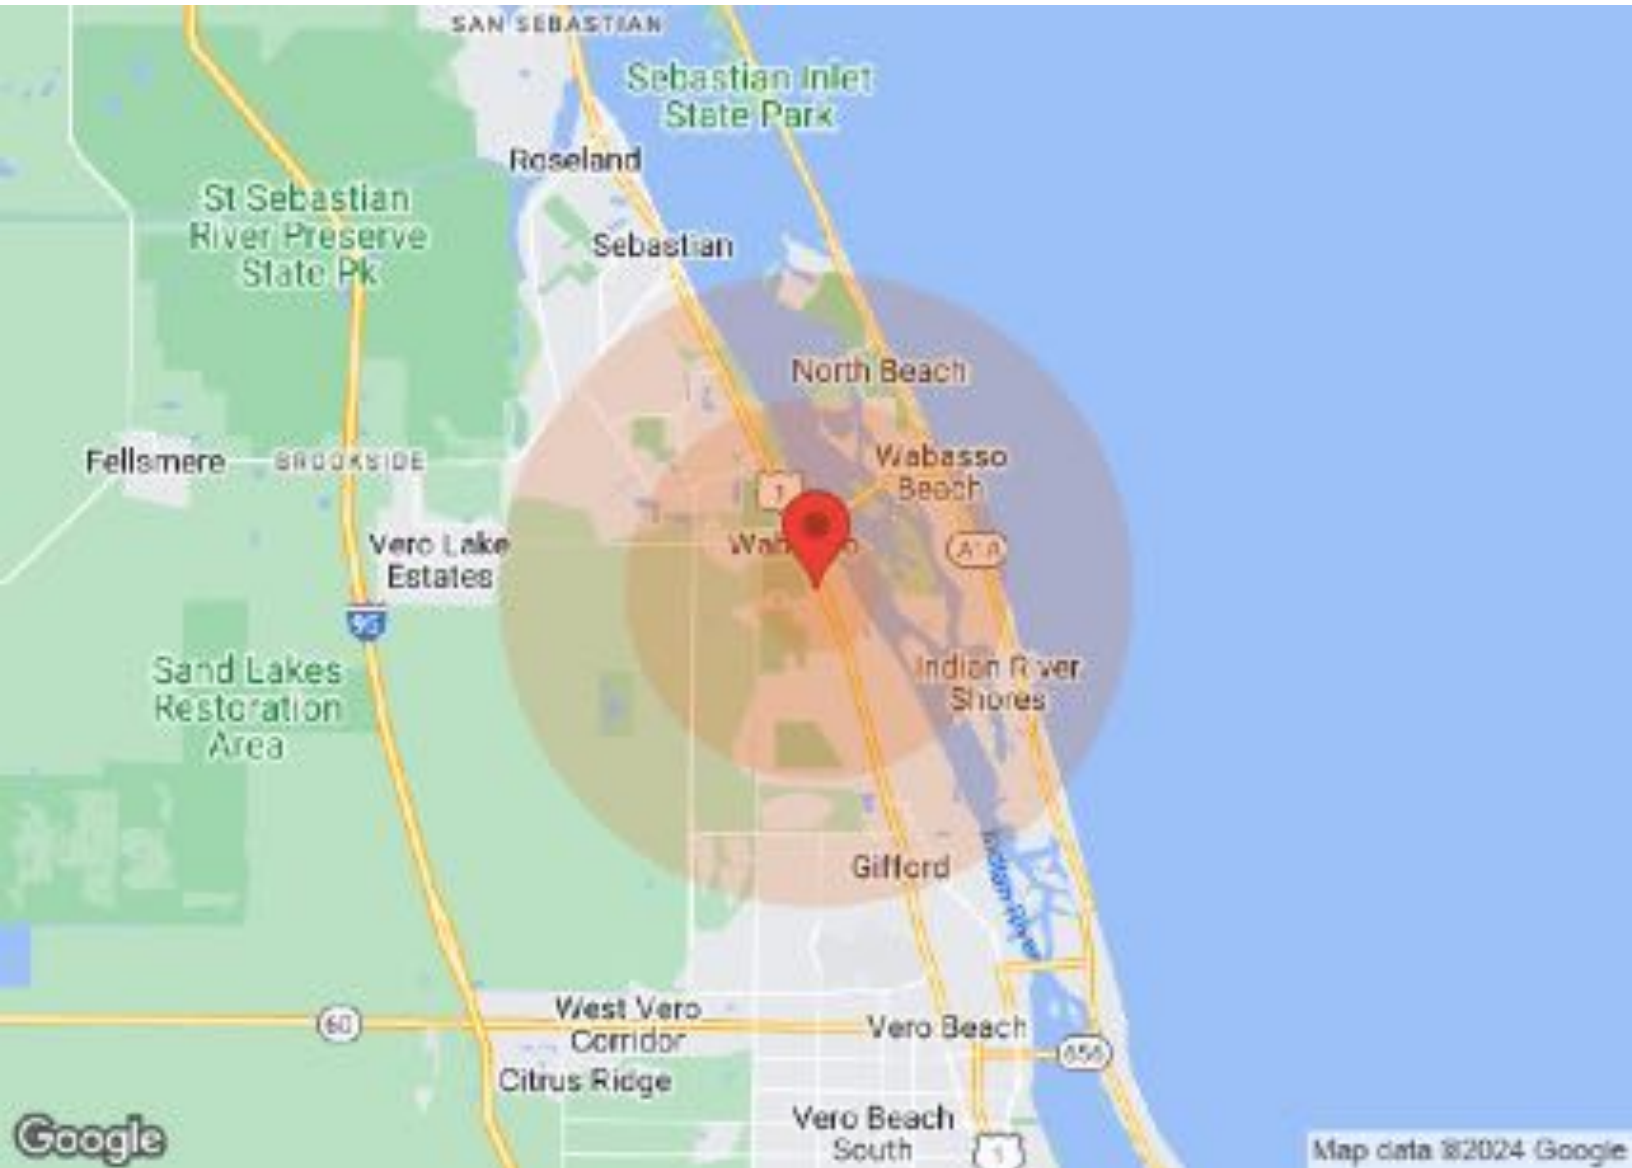 SAN SEBASTIAN
Sebastian Inlet
State Park
Roseland
St Sebastian
River Preserve
State Pk
Sebastian
North Beach
Fellsmere
BROOKSIDE
Wabasso
Beach
1
Vero Lake
Estates
A1A
95
Sand Lakes
Restoration
Area
Indian River
Shores
Gifford
Indian River
60
West Vero
Corridor
Vero Beach
656
Citrus Ridge
Vero Beach
South
1
Google
Map data ©2024 Google